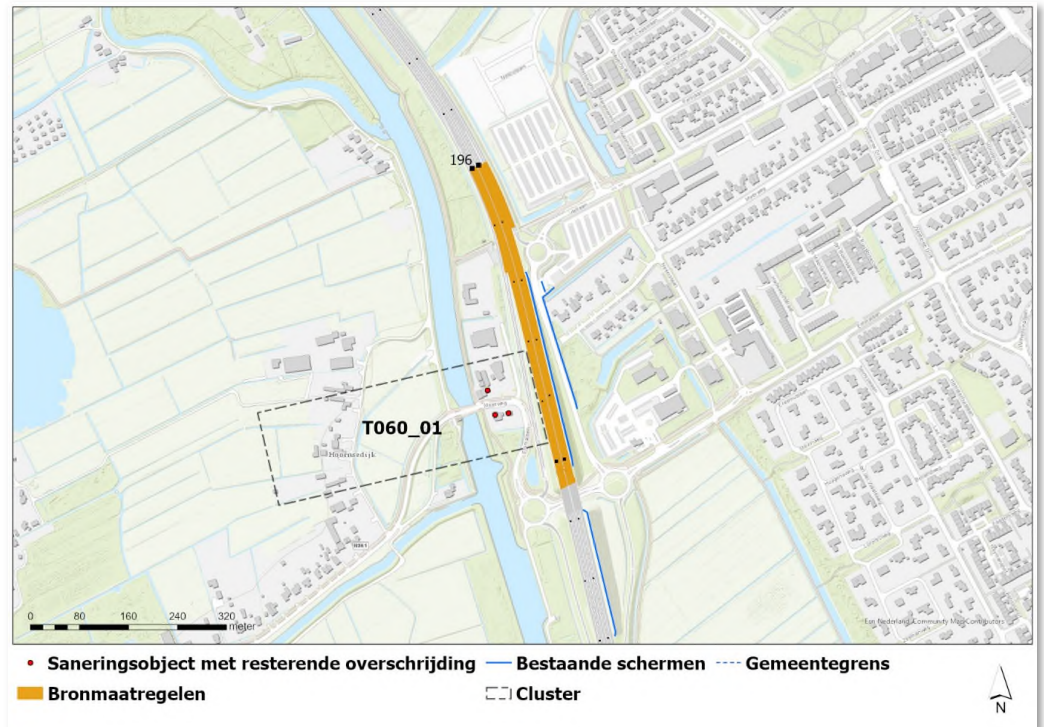 196
T060_01
0 80 160 240 320
meter
Esri Nederland, Community Map Contributors
Saneringsobject met resterende overschrijding
Bestaande schermen
Gemeentegrens
Bronmaatregelen
Cluster
N